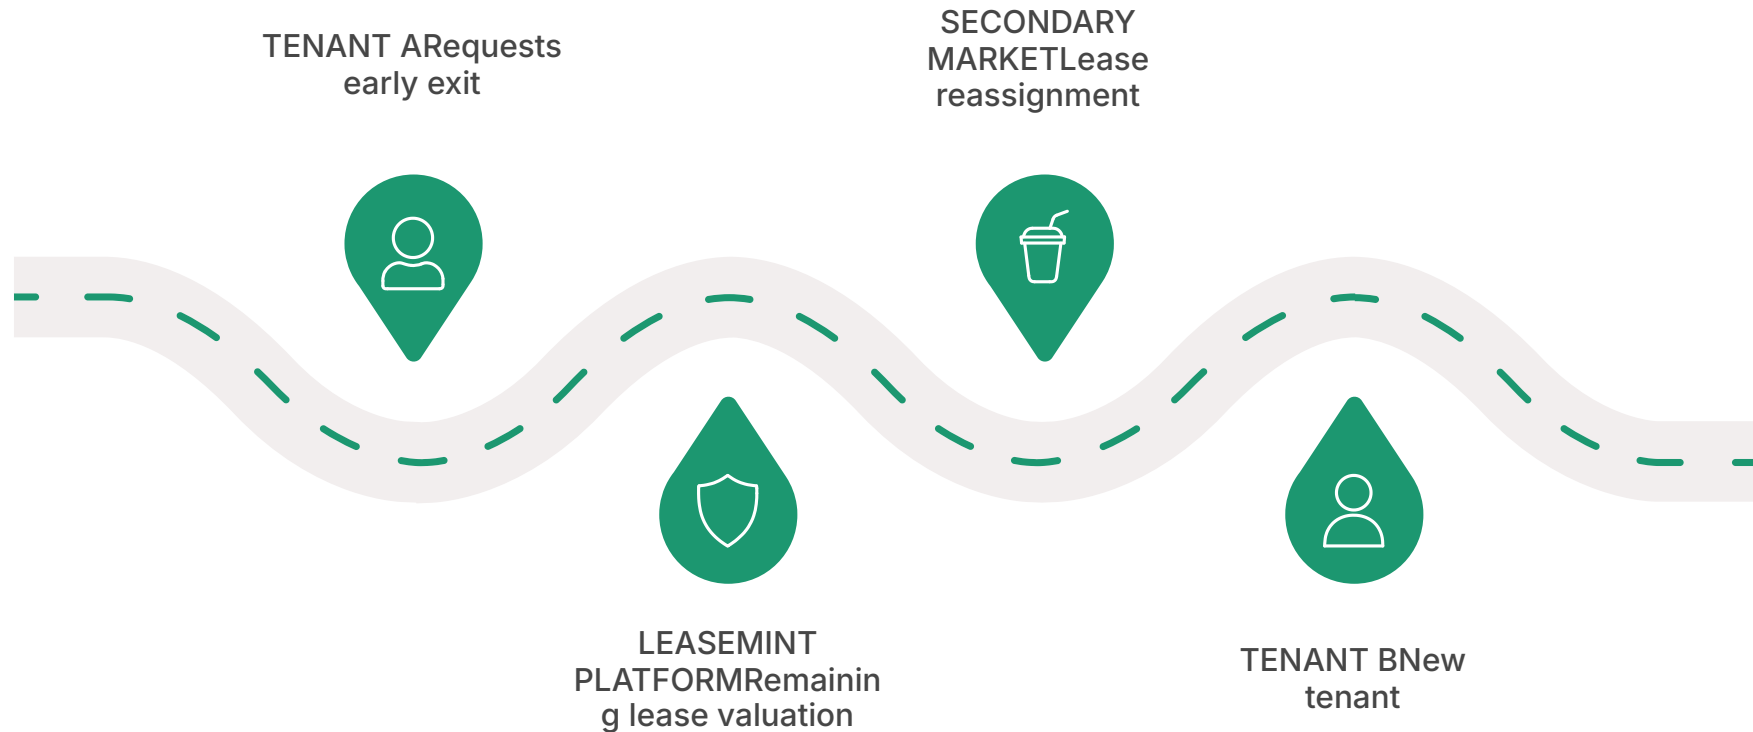 TENANT ARequests
early exit
LEASEMINT
PLATFORMRemainin
g lease valuation
SECONDARY
MARKETLease
reassignment
TENANT BNew
tenant